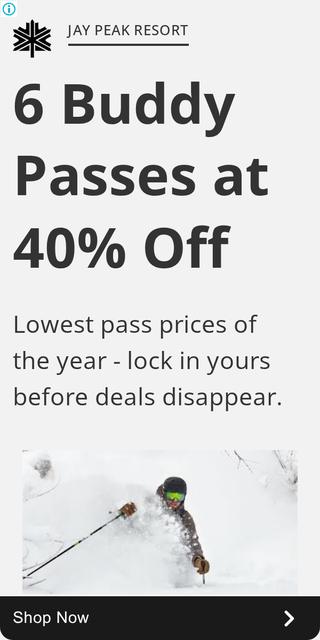 JAY PEAK RESORT
6 Buddy
Passes at
40% Off
Lowest pass prices of
the year - lock in yours
before deals disappear.
Shop Now